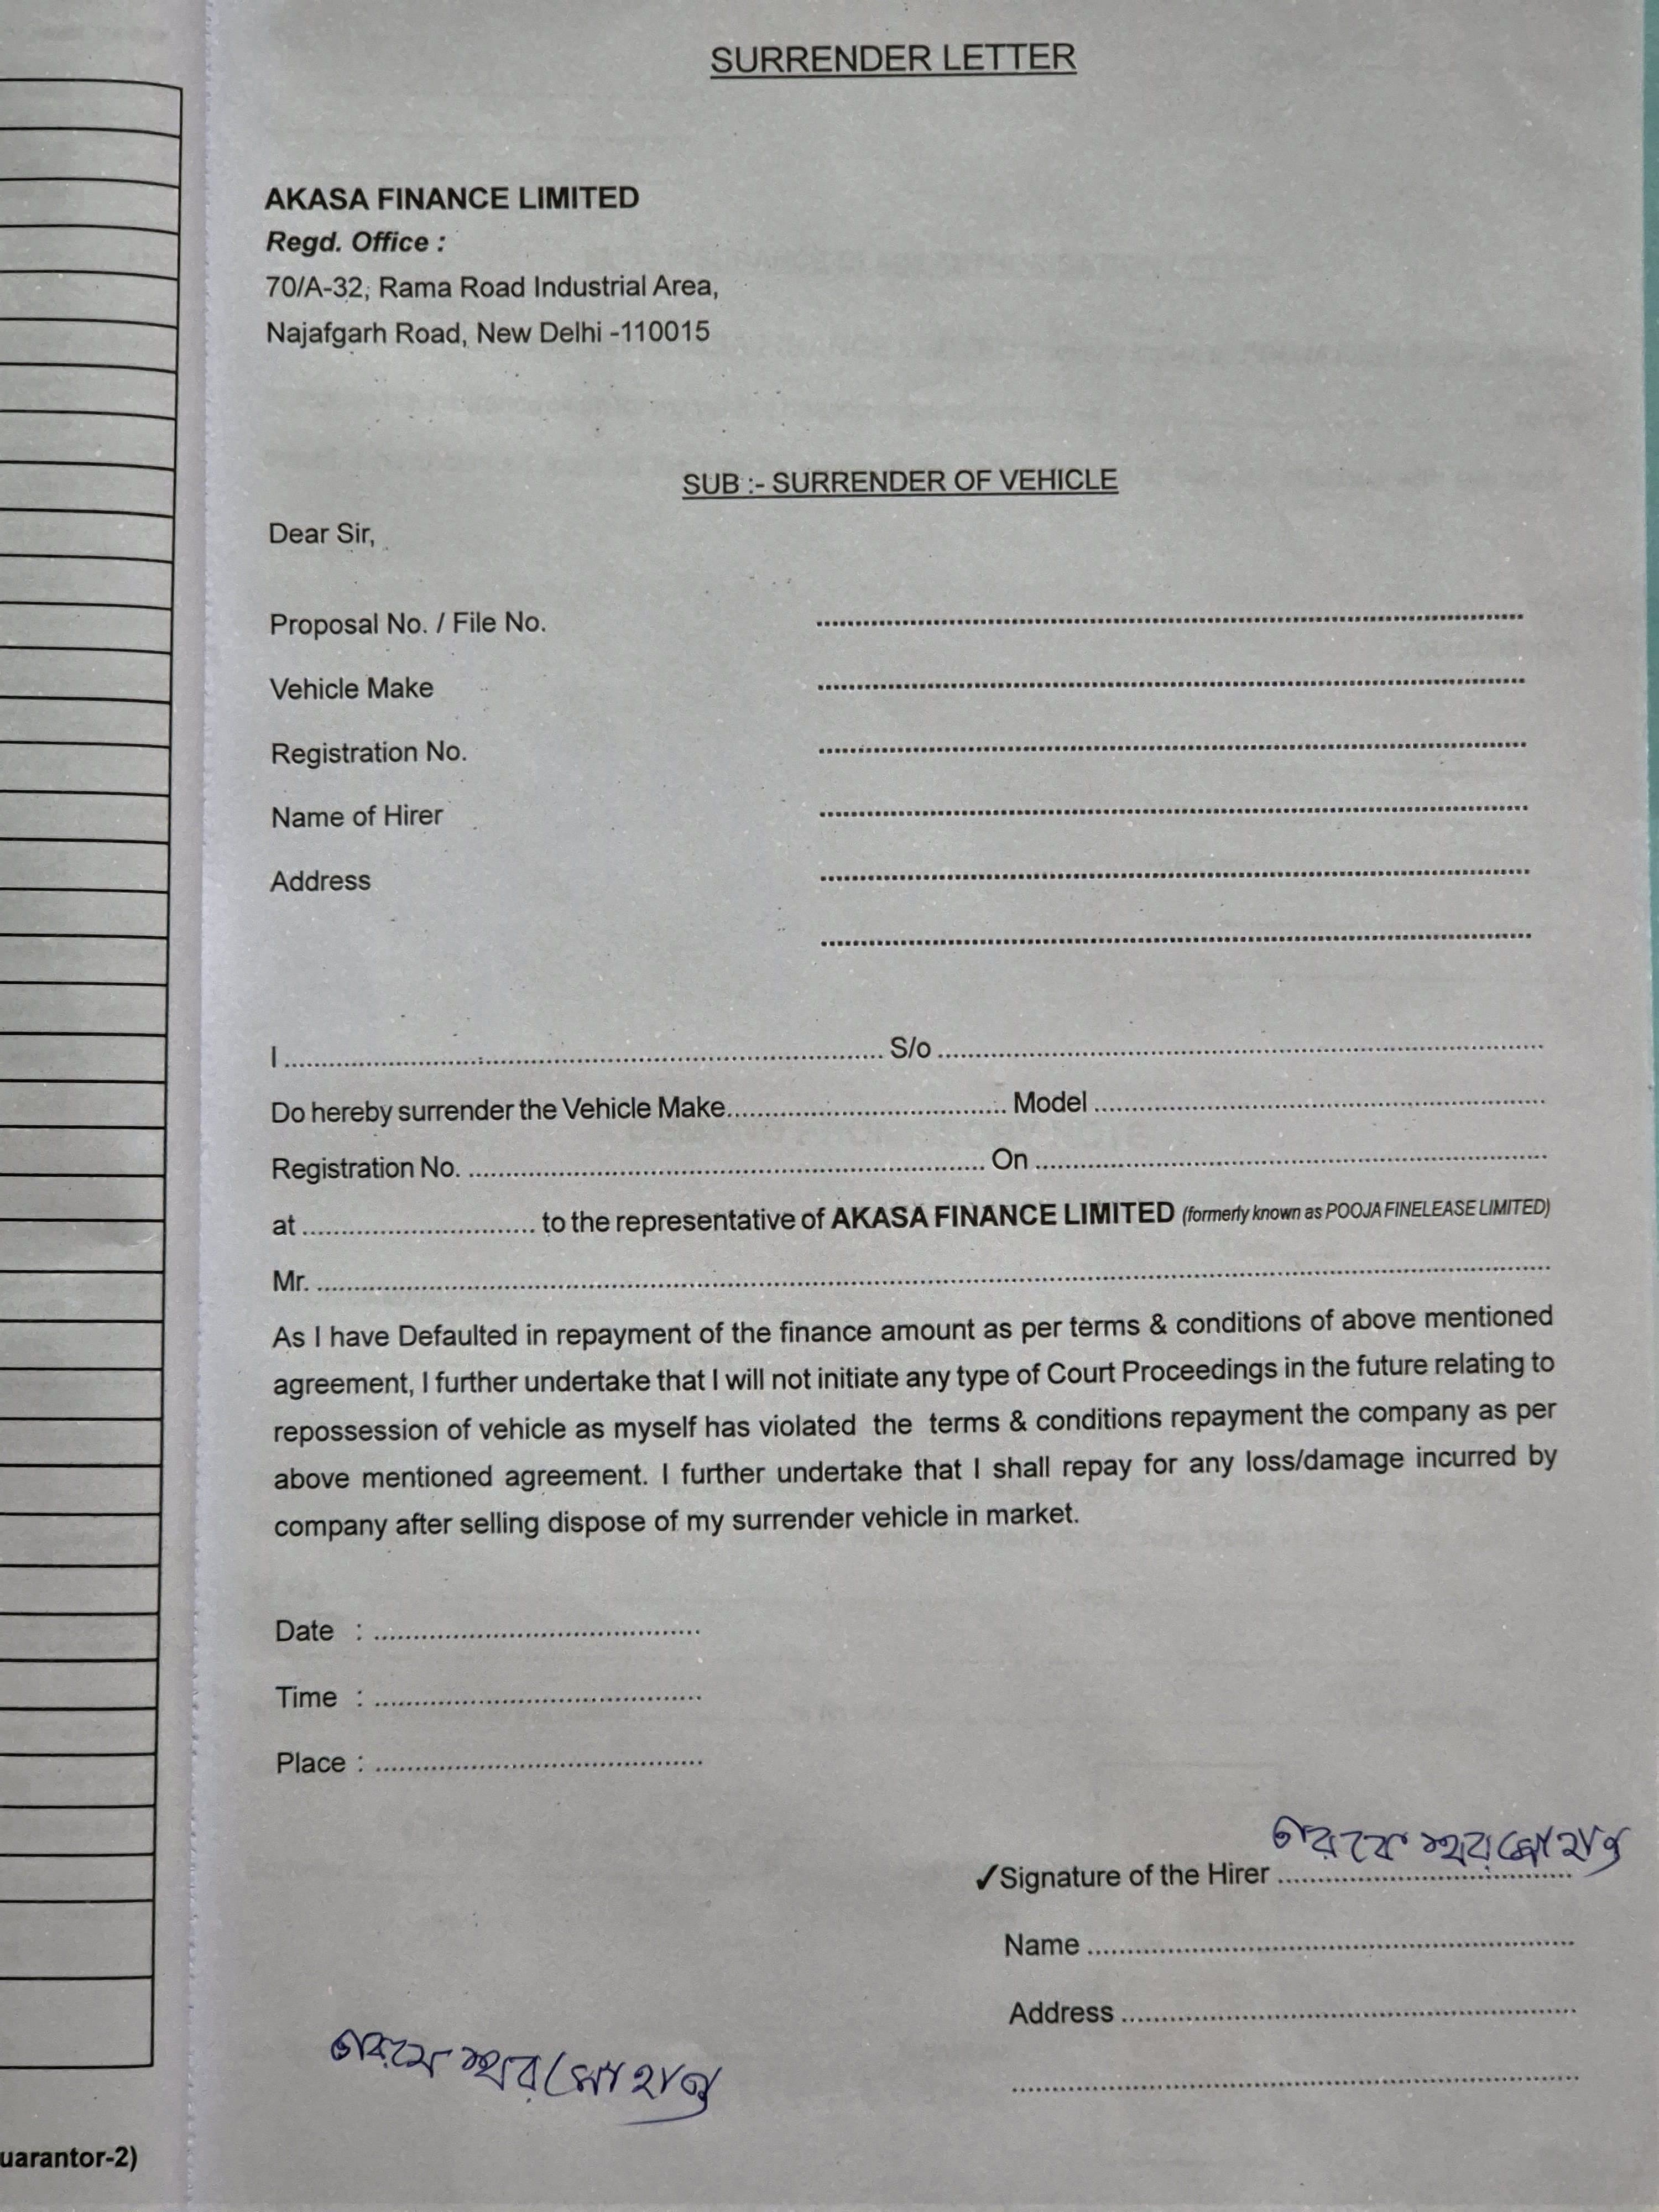 SURRENDER LETTER
AKASA FINANCE LIMITED
Regd. Office :
70/A-32, Rama Road Industrial Area,
Najafgarh Road, New Delhi -110015
SUB :- SURRENDER OF VEHICLE
Dear Sir,
Proposal No. / File No. ....................
Vehicle Make ....................
Registration No. ....................
Name of Hirer ....................
Address ....................
....................
I .................... S/o ....................
Do hereby surrender the Vehicle Make.................... Model ....................
Registration No. .................... On ....................
at .................... to the representative of AKASA FINANCE LIMITED (formerly known as POOJA FINELEASE LIMITED)
Mr. ....................
As I have Defaulted in repayment of the finance amount as per terms & conditions of above mentioned
agreement, I further undertake that I will not initiate any type of Court Proceedings in the future relating to
repossession of vehicle as myself has violated the terms & conditions repayment the company as per
above mentioned agreement. I further undertake that I shall repay for any loss/damage incurred by
company after selling dispose of my surrender vehicle in market.
Date : ....................
Time : ....................
Place : ....................
✓Signature of the Hirer ....................
Name ....................
Address ....................
....................
uarantor-2)